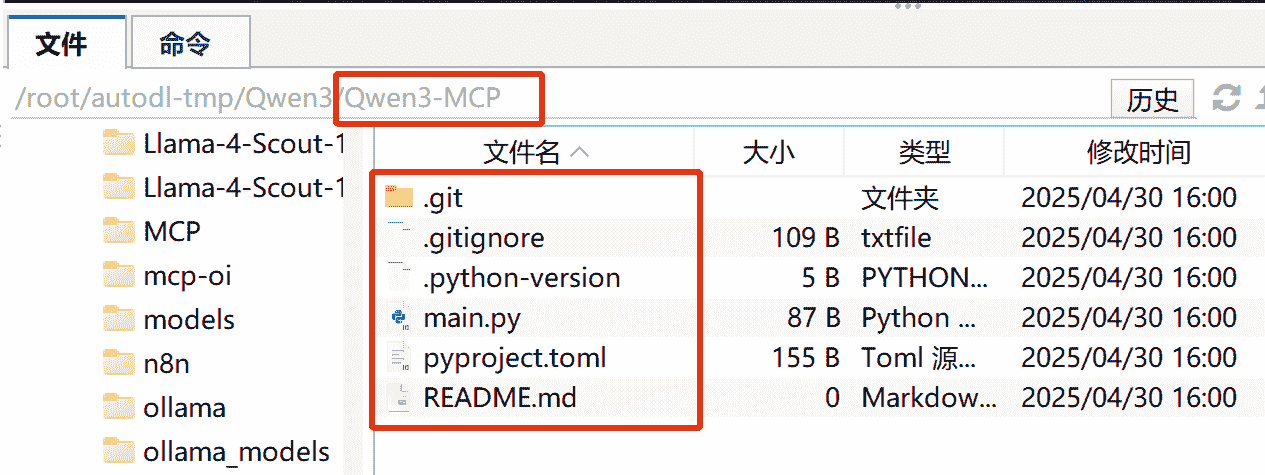 文件 命令
/root/autodl-tmp/Qwen3/Qwen3-MCP 历史
Llama-4-Scout-1
Llama-4-Scout-1
MCP
mcp-oi
models
n8n
ollama
ollama_models
文件名 大小 类型 修改时间
.git 文件夹 2025/04/30 16:00
.gitignore 109 B txtfile 2025/04/30 16:00
.python-version 5 B PYTHON... 2025/04/30 16:00
main.py 87 B Python ... 2025/04/30 16:00
pyproject.toml 155 B Toml 源... 2025/04/30 16:00
README.md 0 Markdow... 2025/04/30 16:00